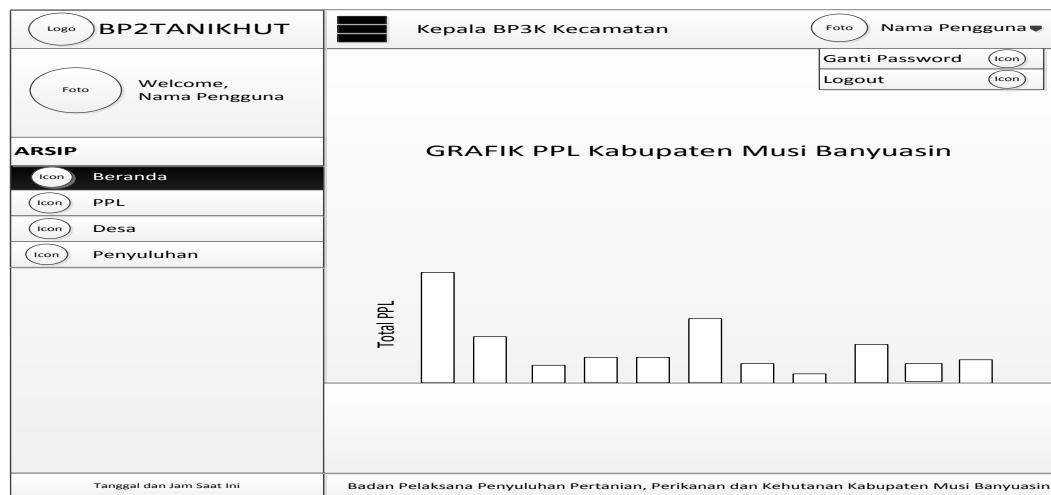 Logo BP2TANIKHUT
Kepala BP3K Kecamatan
Foto Nama Pengguna
Ganti Password Icon
Logout Icon
Foto Welcome,
Nama Pengguna
ARSIP
Icon Beranda
Icon PPL
Icon Desa
Icon Penyuluhan
GRAFIK PPL Kabupaten Musi Banyuasin
Total PPL
Tanggal dan Jam Saat Ini
Badan Pelaksana Penyuluhan Pertanian, Perikanan dan Kehutanan Kabupaten Musi Banyuasin